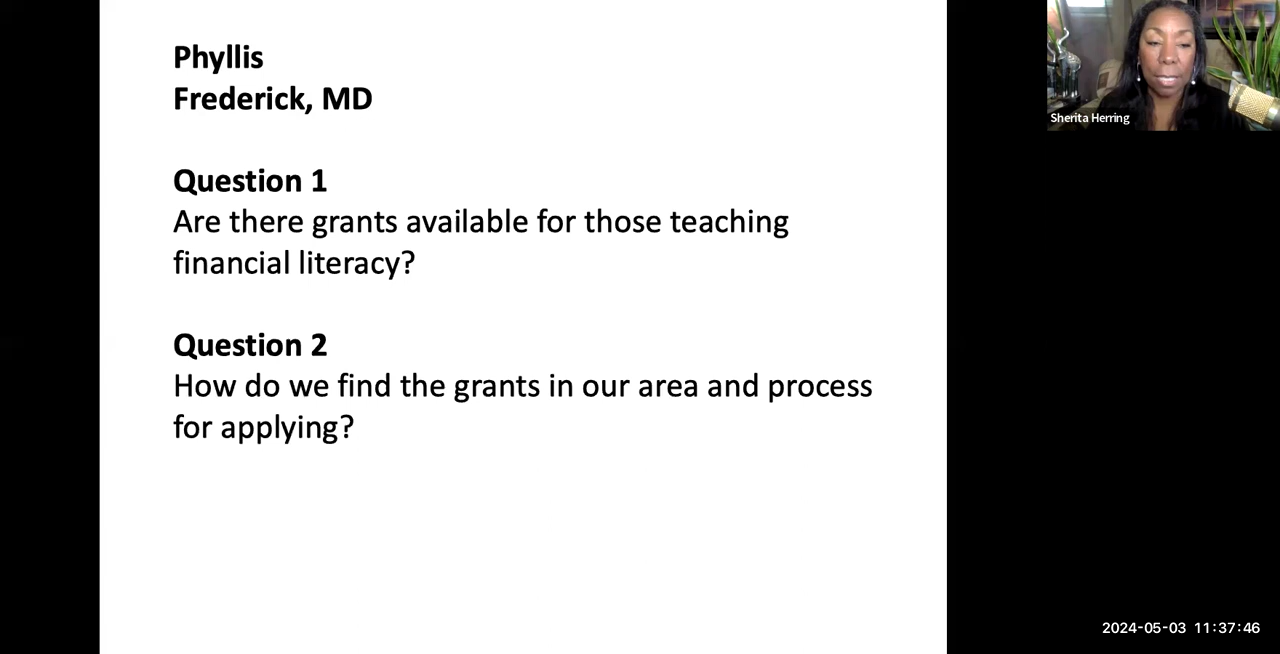 Phyllis
Frederick, MD
Question 1
Are there grants available for those teaching
financial literacy?
Question 2
How do we find the grants in our area and process
for applying?
Sherita Herring
2024-05-03 11:37:46